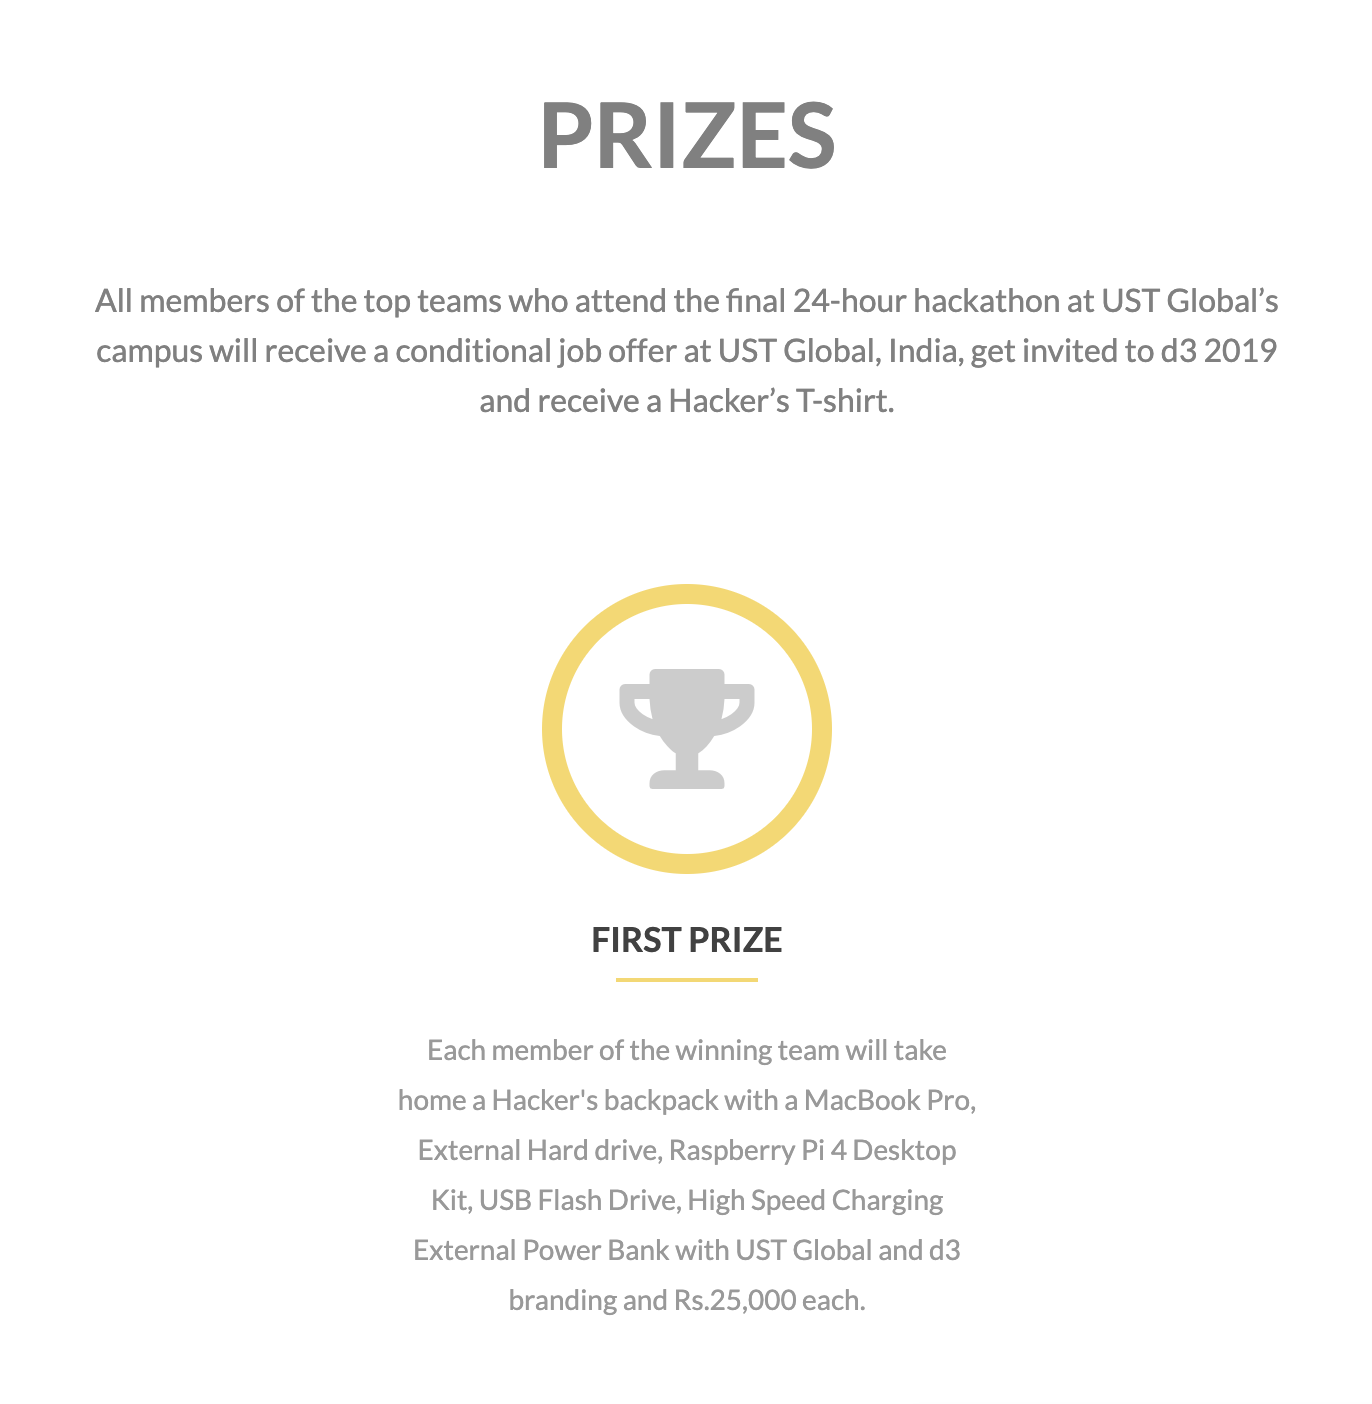 PRIZES
All members of the top teams who attend the final 24-hour hackathon at UST Global’s
campus will receive a conditional job offer at UST Global, India, get invited to d3 2019
and receive a Hacker’s T-shirt.
FIRST PRIZE
Each member of the winning team will take
home a Hacker's backpack with a MacBook Pro,
External Hard drive, Raspberry Pi 4 Desktop
Kit, USB Flash Drive, High Speed Charging
External Power Bank with UST Global and d3
branding and Rs.25,000 each.